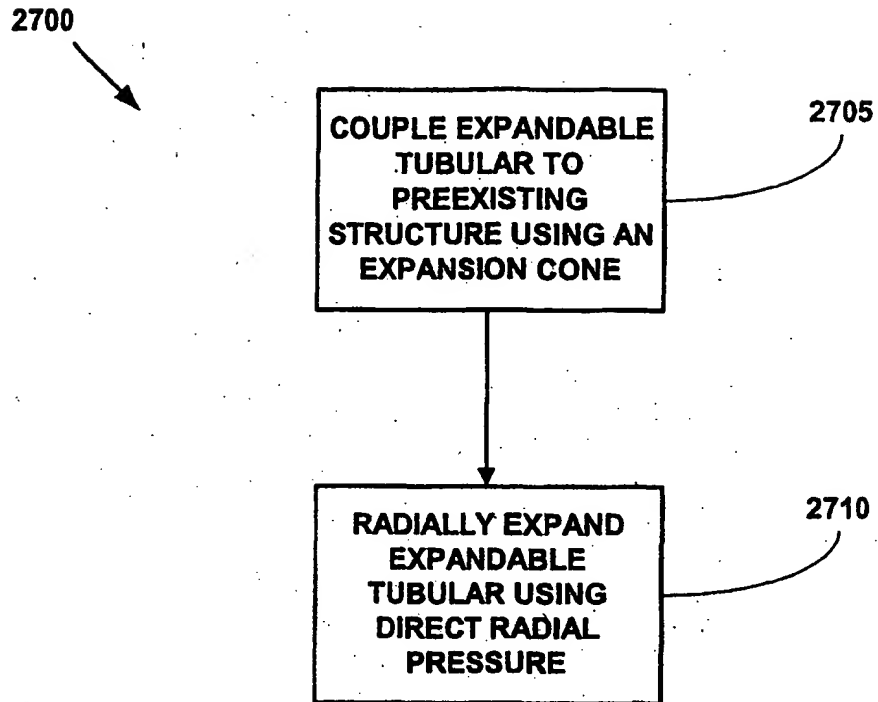 2700
COUPLE EXPANDABLE
TUBULAR TO
PREEXISTING
STRUCTURE USING AN
EXPANSION CONE
2705
RADIALLY EXPAND
EXPANDABLE
TUBULAR USING
DIRECT RADIAL
PRESSURE
2710